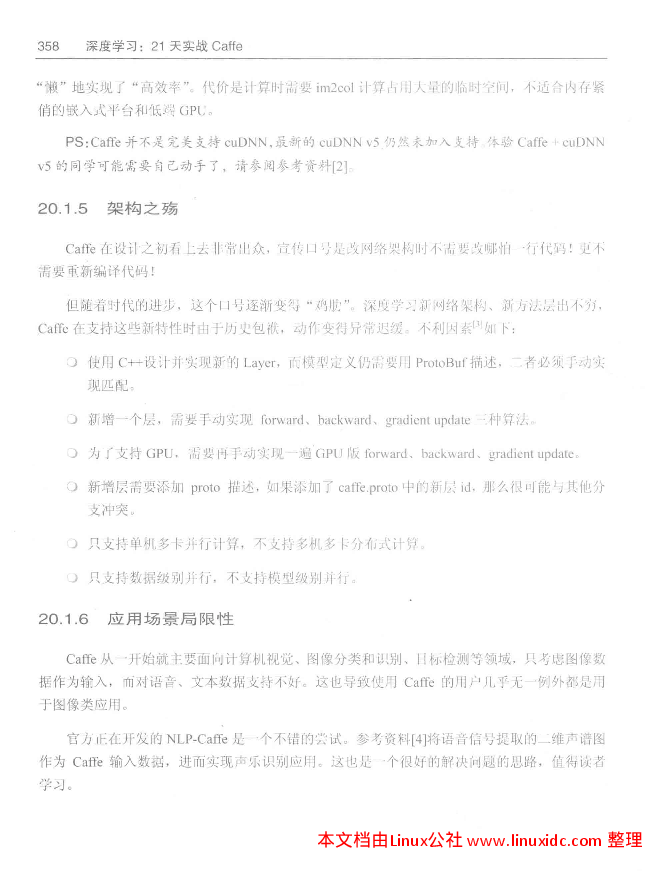 358 深度学习：21 天实战 Caffe
“懒”地实现了“高效率”。代价是计算时需要 im2col 计算占用大量的临时空间，不适合内存紧
俏的嵌入式平台和低端 GPU。
PS:Caffe 并不是完美支持 cuDNN,最新的 cuDNN v5 仍然未加入支持。体验 Caffe + cuDNN
v5 的同学可能需要自己动手了，请参阅参考资料[2]。
20.1.5 架构之殇
Caffe 在设计之初看上去非常出众，宣传口号是改网络架构时不需要改哪怕一行代码！更不
需要重新编译代码！
但随着时代的进步，这个口号逐渐变得“鸡肋”。深度学习新网络架构、新方法层出不穷，
Caffe 在支持这些新特性时由于历史包袱，动作变得异常迟缓。不利因素[3]如下：
❍ 使用 C++设计并实现新的 Layer，而模型定义仍需要用 ProtoBuf 描述，二者必须手动实
现匹配。
❍ 新增一个层，需要手动实现 forward、backward、gradient update 三种算法。
❍ 为了支持 GPU，需要再手动实现一遍 GPU 版 forward、backward、gradient update。
❍ 新增层需要添加 proto 描述，如果添加了 caffe.proto 中的新层 id，那么很可能与其他分
支冲突。
❍ 只支持单机多卡并行计算，不支持多机多卡分布式计算。
❍ 只支持数据级别并行，不支持模型级别并行。
20.1.6 应用场景局限性
Caffe 从一开始就主要面向计算机视觉、图像分类和识别、目标检测等领域，只考虑图像数
据作为输入，而对语音、文本数据支持不好。这也导致使用 Caffe 的用户几乎无一例外都是用
于图像类应用。
官方正在开发的 NLP-Caffe 是一个不错的尝试。参考资料[4]将语音信号提取的二维声谱图
作为 Caffe 输入数据，进而实现声乐识别应用。这也是一个很好的解决问题的思路，值得读者
学习。
本文档由Linux公社 www.linuxidc.com 整理